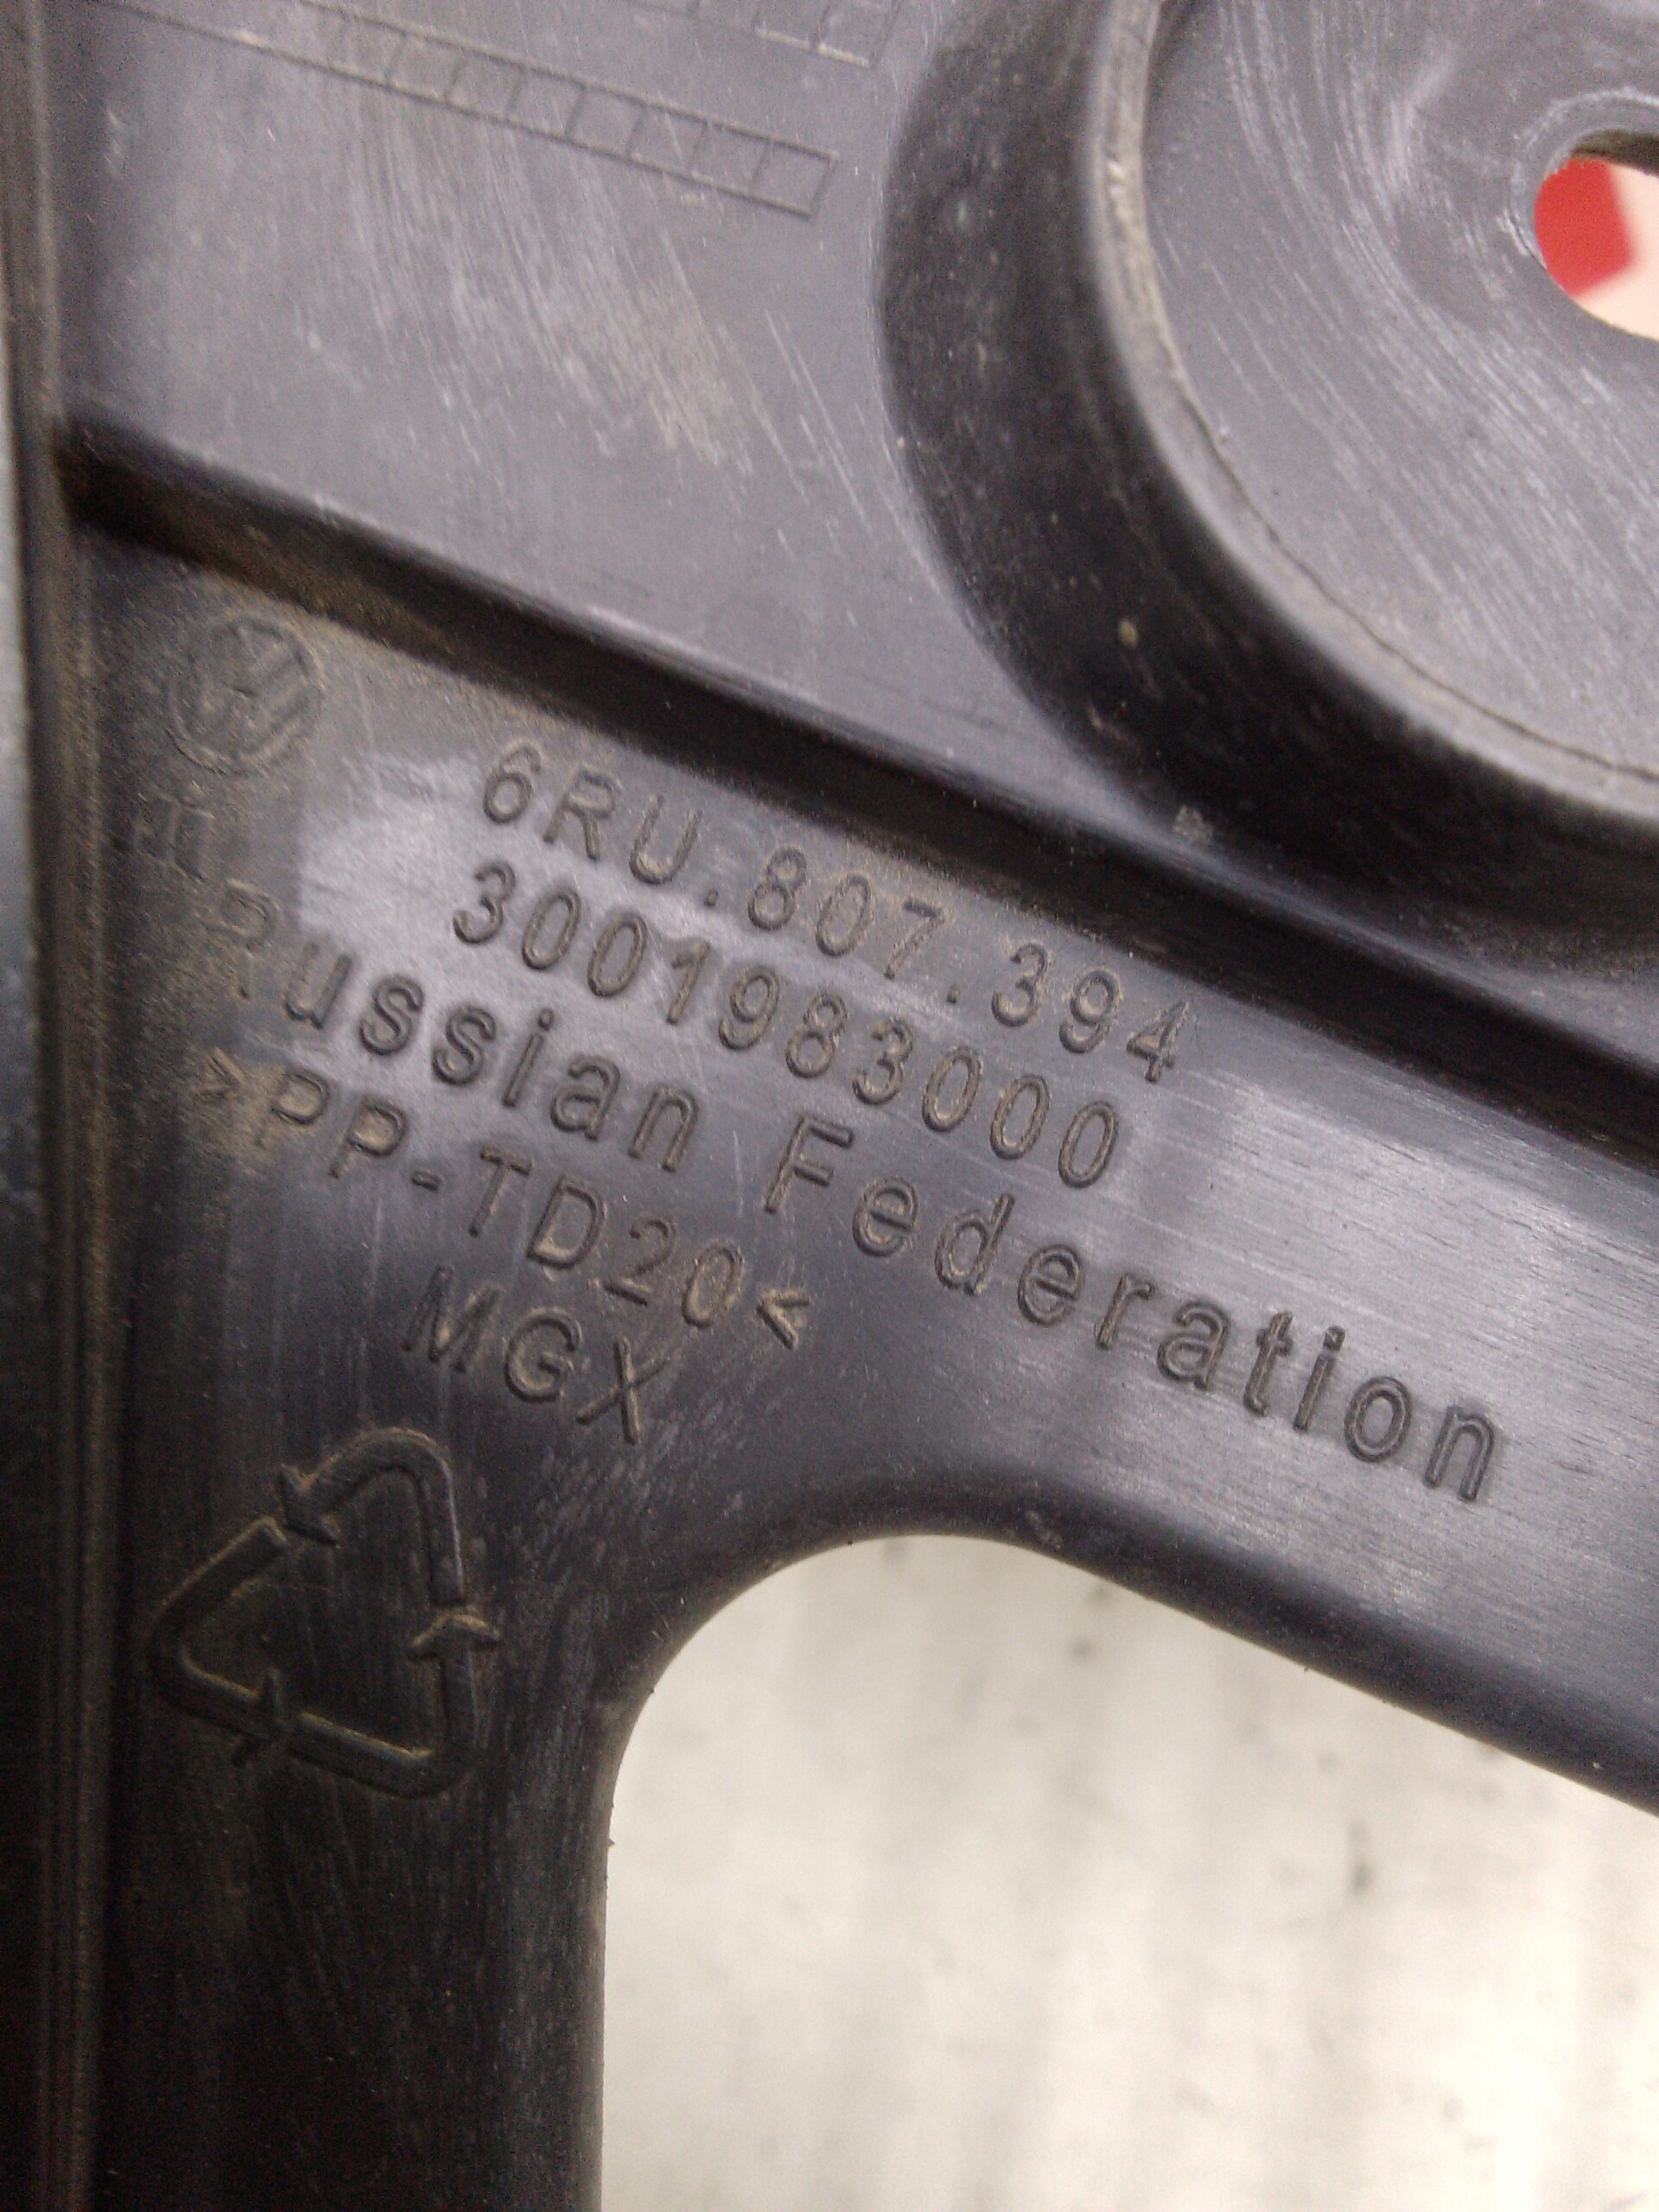 6RU.807.394
3001983000
Russian Federation
>PP-TD20<
MGX